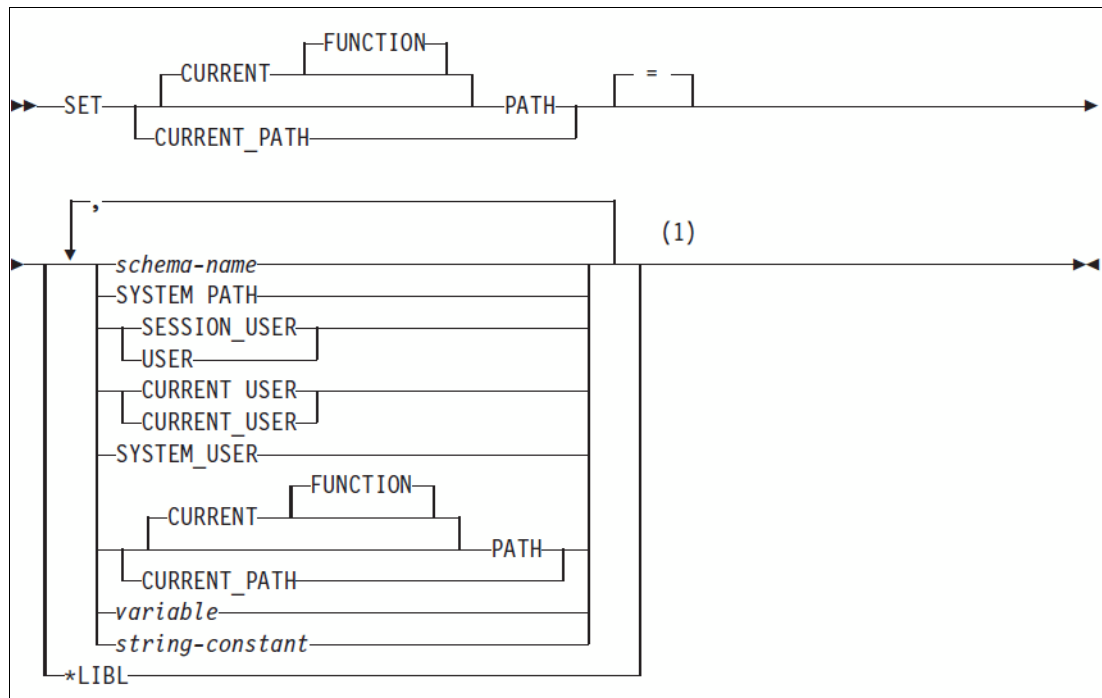 FUNCTION
CURRENT =
SET PATH
CURRENT_PATH
,
(1)
schema-name
SYSTEM PATH
SESSION_USER
USER
CURRENT USER
CURRENT_USER
SYSTEM_USER
FUNCTION
CURRENT
PATH
CURRENT_PATH
variable
string-constant
*LIBL